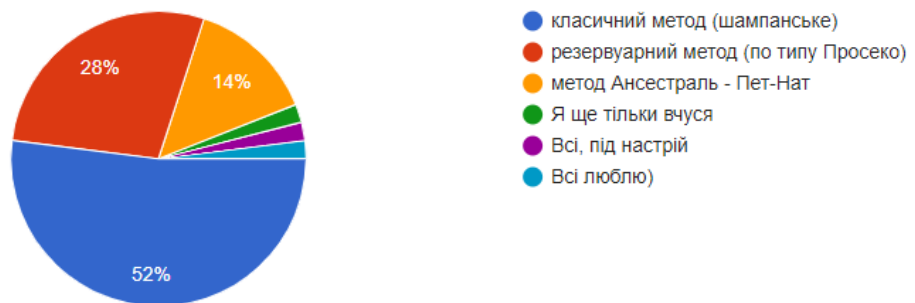 класичний метод (шампанське)
резервуарний метод (по типу Просеко)
метод Ансестраль - Пет-Нат
Я ще тільки вчуся
Всі, під настрій
Всі люблю)
28%
14%
52%